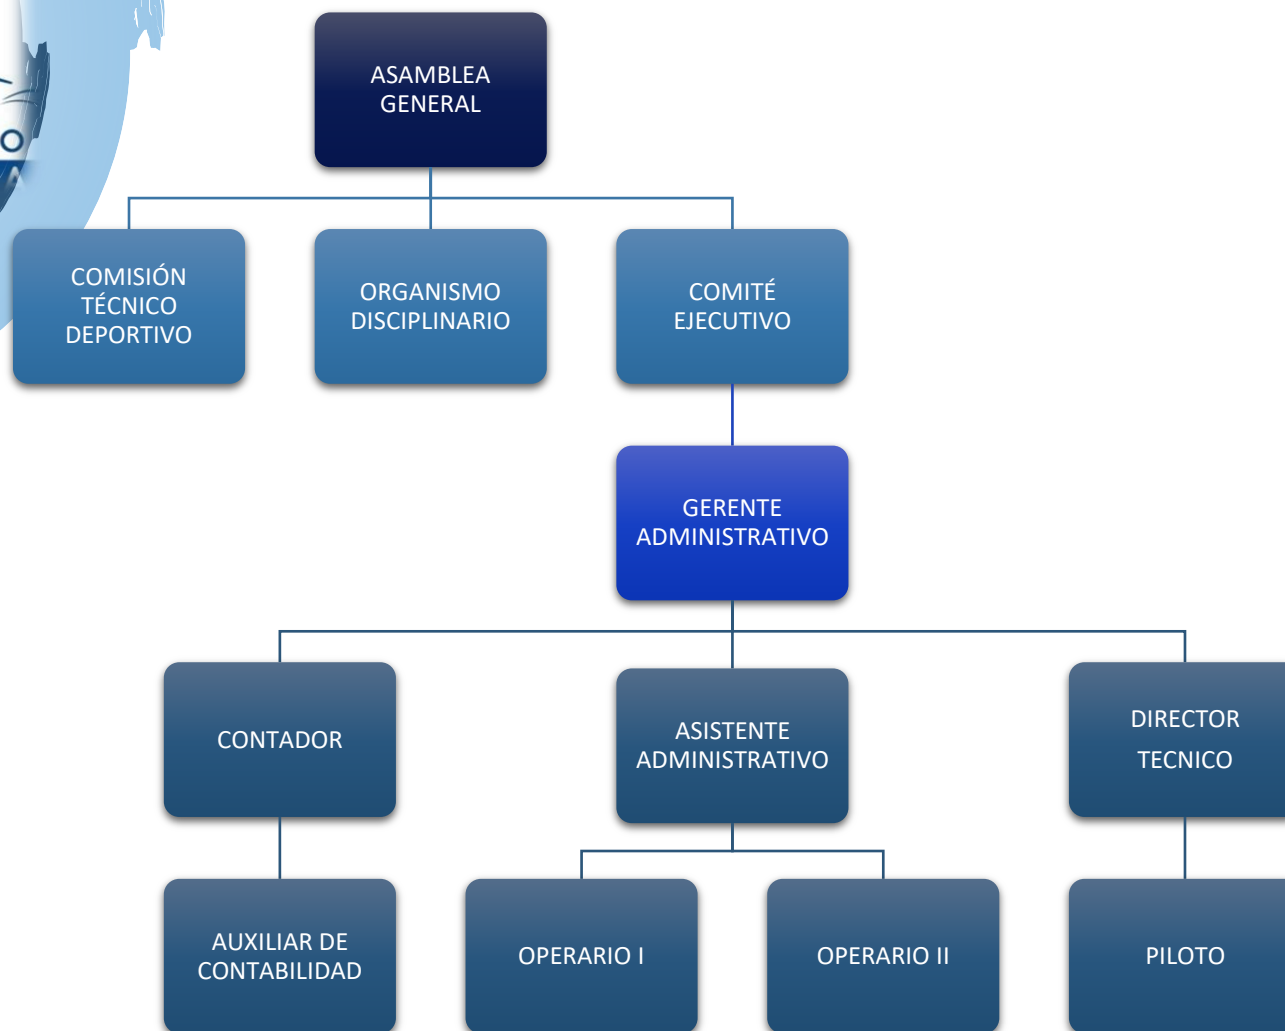 ASAMBLEA
GENERAL
COMISIÓN
TÉCNICO
DEPORTIVO
ORGANISMO
DISCIPLINARIO
COMITÉ
EJECUTIVO
GERENTE
ADMINISTRATIVO
CONTADOR
ASISTENTE
ADMINISTRATIVO
DIRECTOR
TECNICO
AUXILIAR DE
CONTABILIDAD
OPERARIO I
OPERARIO II
PILOTO